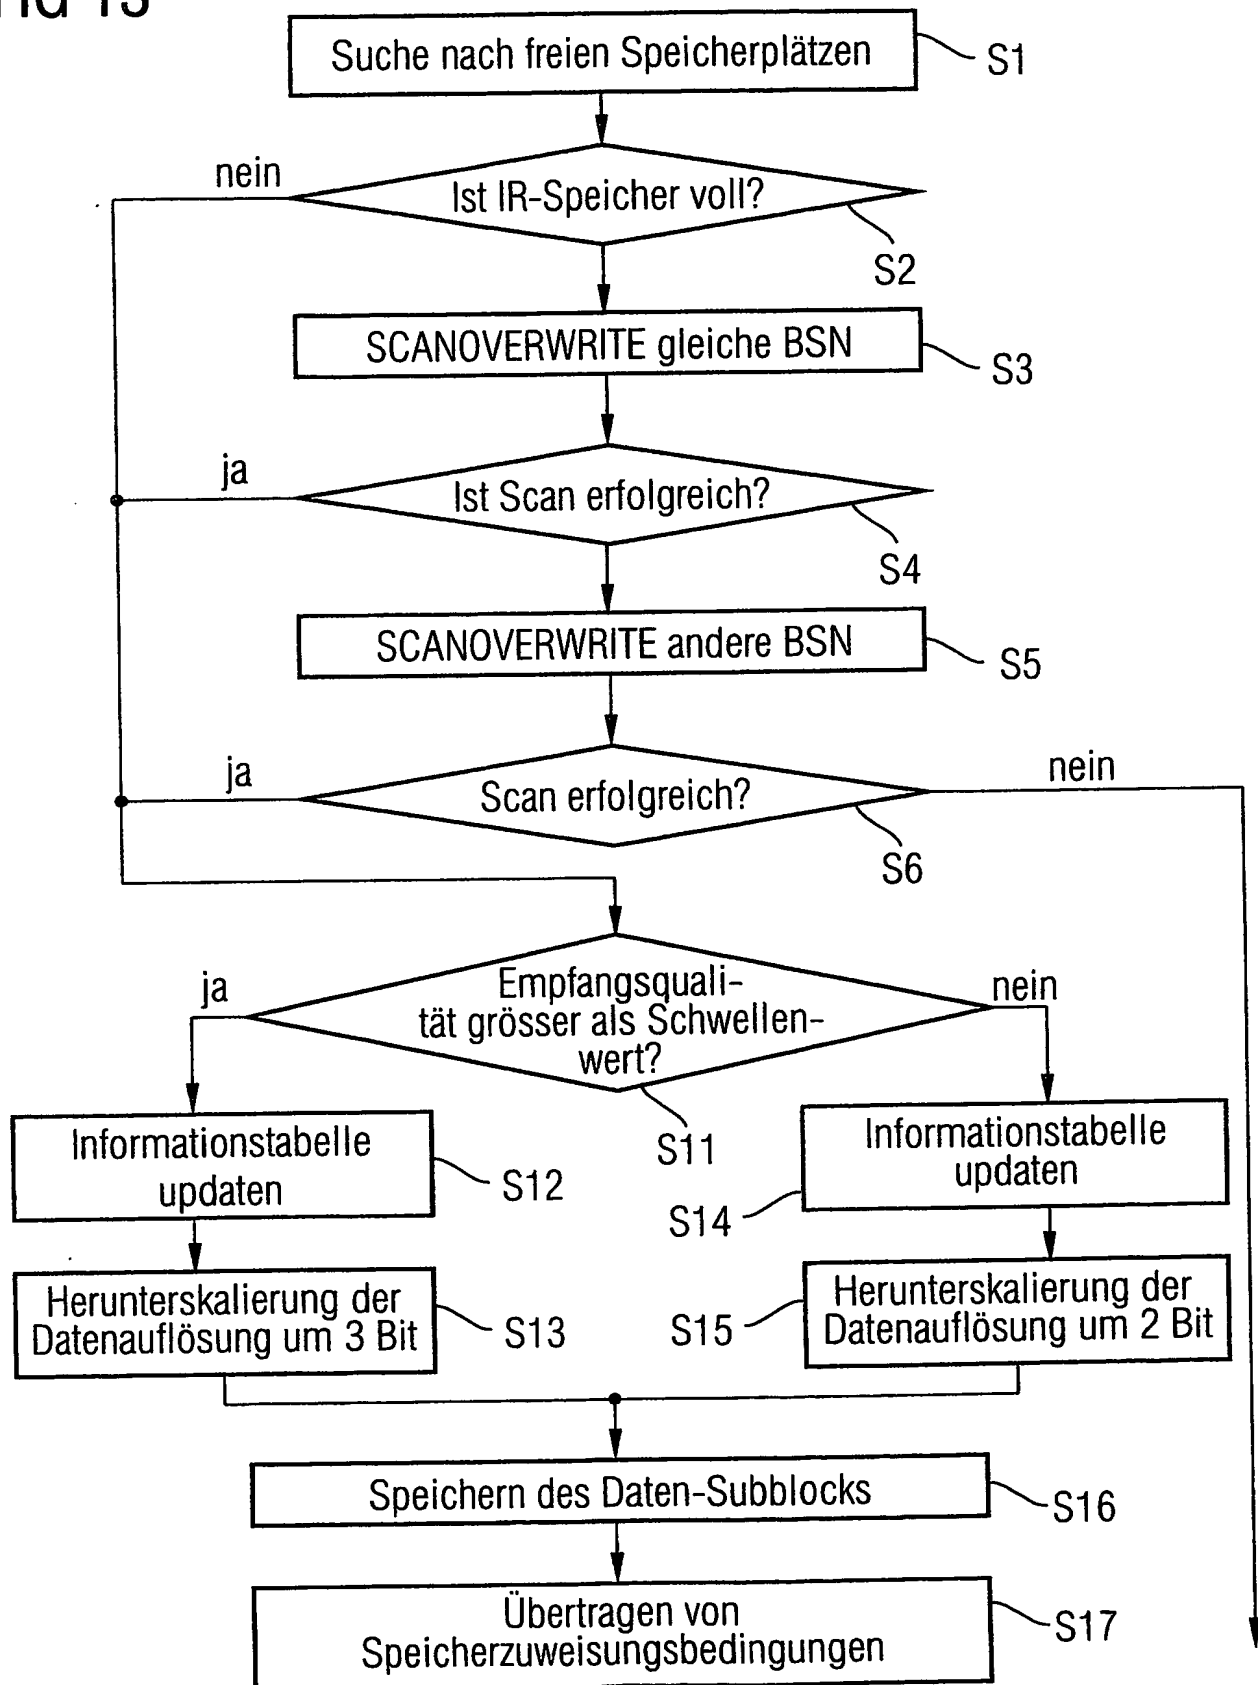 Suche nach freien Speicherplätzen
S1
nein
Ist IR-Speicher voll?
S2
SCANOVERWRITE gleiche BSN
S3
ja
Ist Scan erfolgreich?
S4
SCANOVERWRITE andere BSN
S5
ja
Scan erfolgreich?
nein
S6
ja
Empfangsquali-
tät grösser als Schwellen-
wert?
nein
S11
Informationstabelle
updaten
S12
Informationstabelle
updaten
S14
Herunterskalierung der
Datenauflösung um 3 Bit
S13
Herunterskalierung der
Datenauflösung um 2 Bit
S15
Speichern des Daten-Subblocks
S16
Übertragen von
Speicherzuweisungsbedingungen
S17